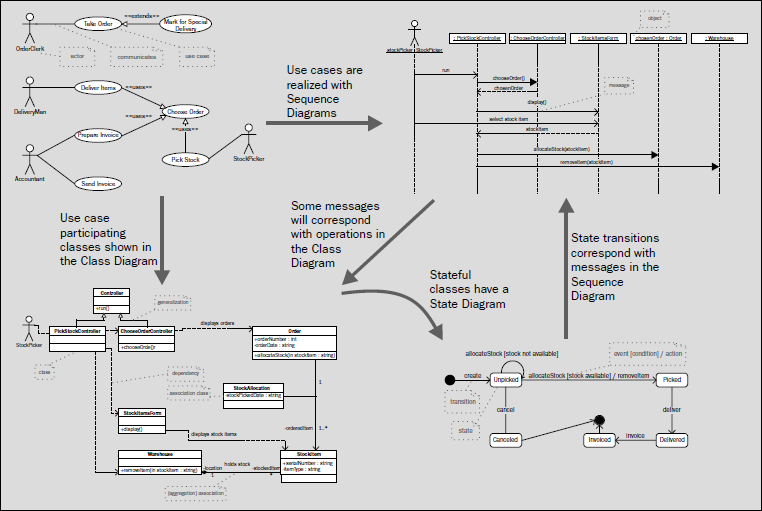 <<extends>>
Take Order
Mark for Special
Delivery
OrderClerk
actor
communicates
use case
Deliver Items
<<uses>>
DeliveryMan
Choose Order
<<uses>>
<<uses>>
Prepare Invoice
Pick Stock
StockPicker
Accountant
Send Invoice
Use cases are
realized with
Sequence
Diagrams
object
stockPicker : StockPicker
: PickStockController
: ChooseOrderController
: StockItemsForm
chosenOrder : Order
: Warehouse
run
chooseOrder()
chosenOrder
message
display()
select stock item
stockItem
allocateStock(stockItem)
removeItem(stockItem)
Use case
participating
classes shown in
the Class Diagram
Some messages
will correspond
with operations in
the Class
Diagram
Stateful
classes have a
State Diagram
State transitions
correspond with
messages in the
Sequence
Diagram
Controller
+run()
generalization
StockPicker
PickStockController
ChooseOrderController
+chooseOrder()
displays orders
Order
+orderNumber : int
-orderDate : string
+allocateStock(in stockItem : string)
class
dependency
association class
StockAllocation
-stockPickedDate : string
1
-orderedItem
1..*
StockItemsForm
+display()
displays stock items
Warehouse
+removeItem(in stockItem : string)
-location
1
holds stock
-stockedItem
*
StockItem
+serialNumber : string
-itemType : string
(aggregation) association
allocateStock [stock not available]
event [condition] / action
create
Unpicked
allocateStock [stock available] / removeItem
Picked
transition
cancel
deliver
state
Canceled
Invoiced
invoice
Delivered